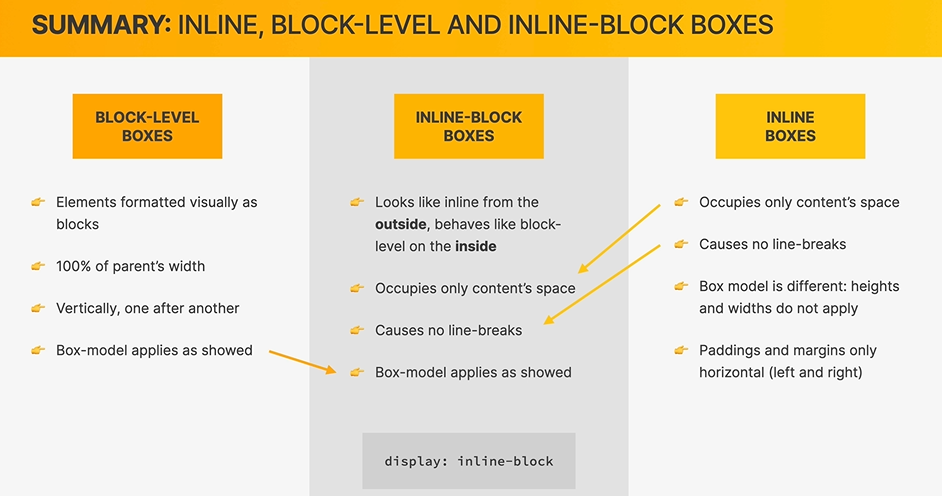 SUMMARY: INLINE, BLOCK-LEVEL AND INLINE-BLOCK BOXES
BLOCK-LEVEL
BOXES
Elements formatted visually as
blocks
100% of parent’s width
Vertically, one after another
Box-model applies as showed
INLINE-BLOCK
BOXES
Looks like inline from the
outside, behaves like block-
level on the inside
Occupies only content’s space
Causes no line-breaks
Box-model applies as showed
display: inline-block
INLINE
BOXES
Occupies only content’s space
Causes no line-breaks
Box model is different: heights
and widths do not apply
Paddings and margins only
horizontal (left and right)